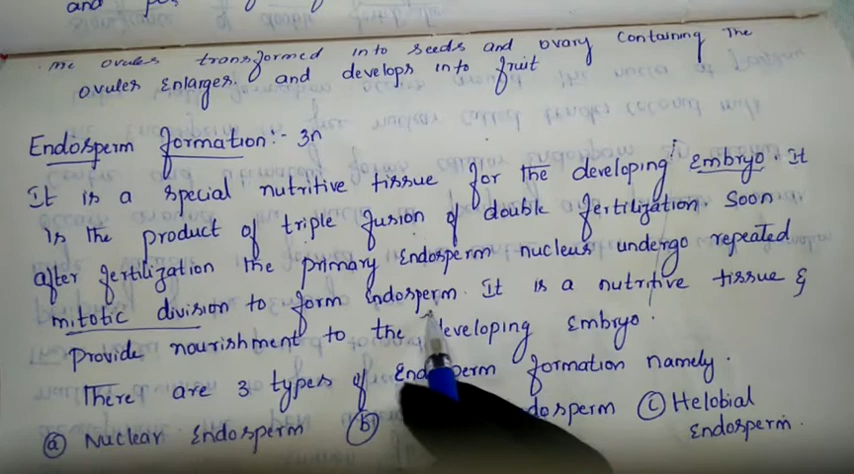 and
The ovules transformed into seeds and ovary containing the
ovules Enlarges. and develops into fruit
Endosperm formation:- 3n
It is a special nutritive tissue for the developing Embryo. It
is the product of triple fusion of double fertilization. Soon
after fertilization the primary Endosperm nucleus undergo repeated
mitotic division to form Endosperm. It is a nutritive tissue &
Provide nourishment to the developing Embryo.
There are 3 types of Endosperm formation namely.
ⓐ Nuclear Endosperm ⓑ dosperm ⓒ Helobial
Endosperm.